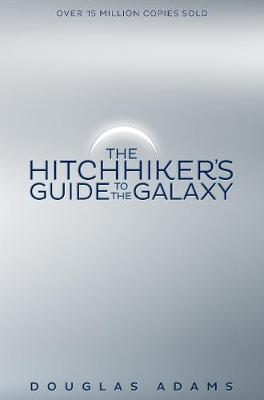 OVER 15 MILLION COPIES SOLD
THE
HITCHHIKER'S
GUIDE TO THE GALAXY
DOUGLAS ADAMS